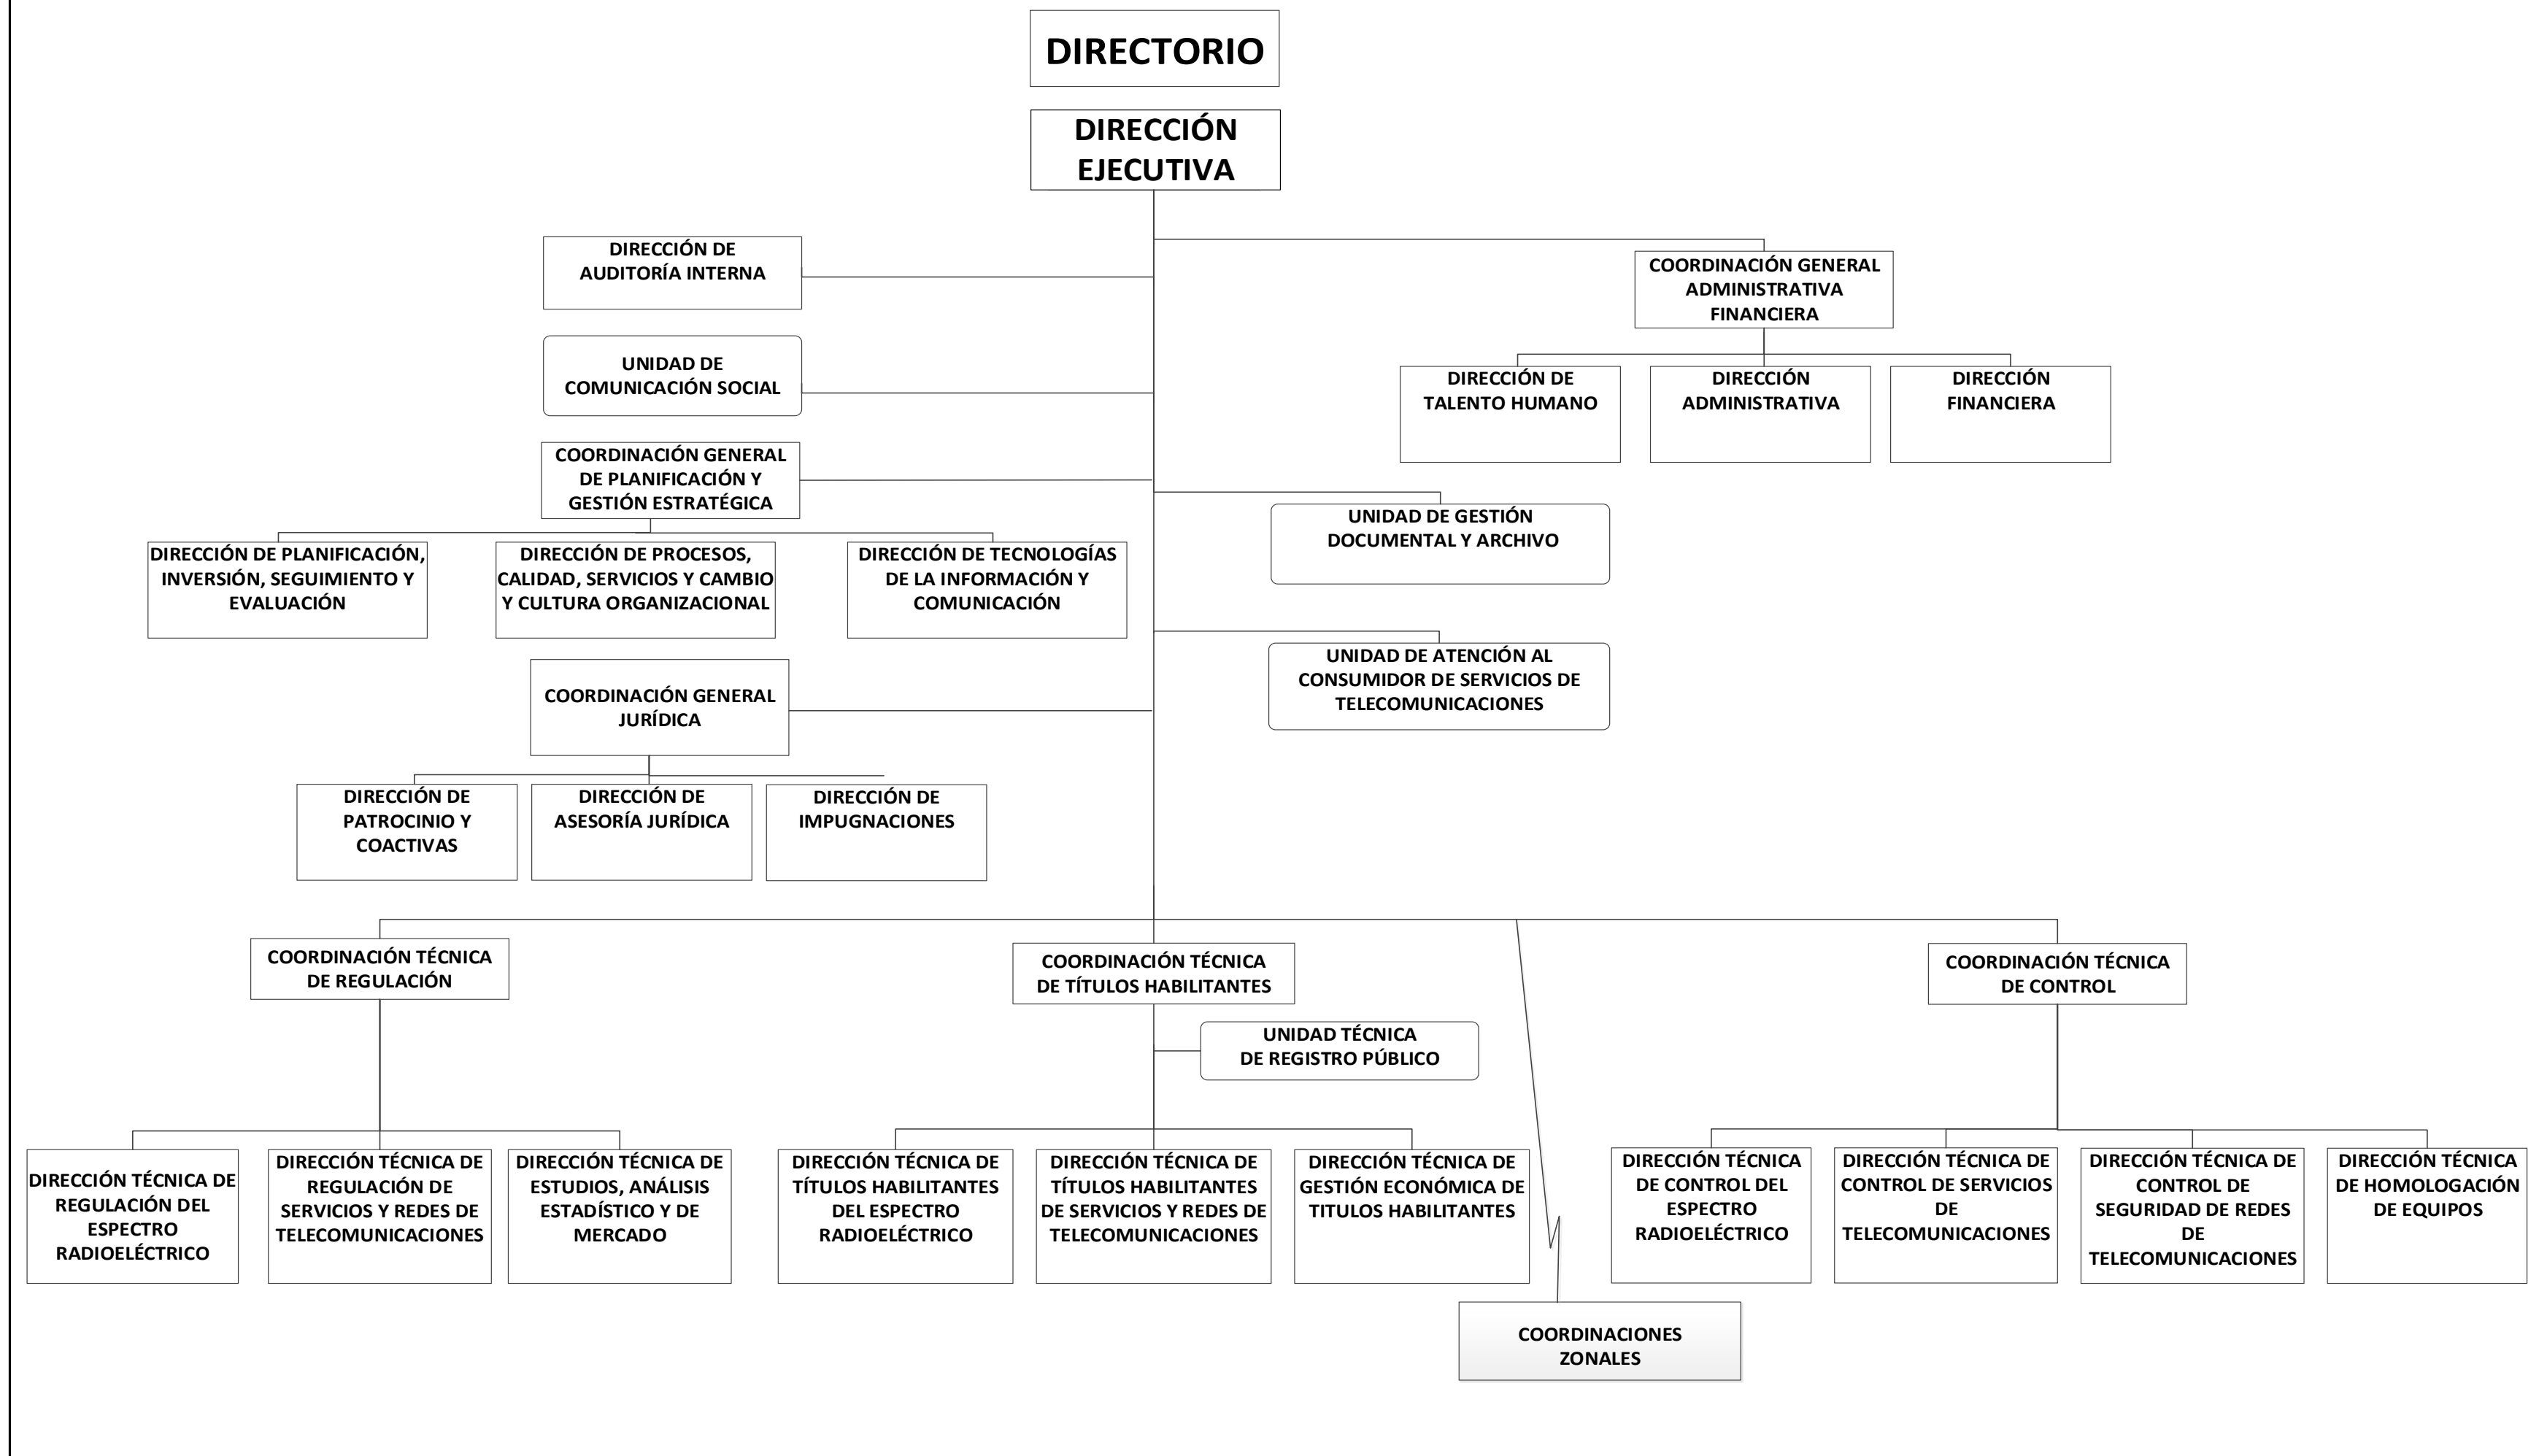 DIRECTORIO
DIRECCIÓN
EJECUTIVA
DIRECCIÓN DE
AUDITORÍA INTERNA
COORDINACIÓN GENERAL
ADMINISTRATIVA
FINANCIERA
UNIDAD DE
COMUNICACIÓN SOCIAL
DIRECCIÓN DE
TALENTO HUMANO
DIRECCIÓN
ADMINISTRATIVA
DIRECCIÓN
FINANCIERA
COORDINACIÓN GENERAL
DE PLANIFICACIÓN Y
GESTIÓN ESTRATÉGICA
UNIDAD DE GESTIÓN
DOCUMENTAL Y ARCHIVO
DIRECCIÓN DE PLANIFICACIÓN,
INVERSIÓN, SEGUIMIENTO Y
EVALUACIÓN
DIRECCIÓN DE PROCESOS,
CALIDAD, SERVICIOS Y CAMBIO
Y CULTURA ORGANIZACIONAL
DIRECCIÓN DE TECNOLOGÍAS
DE LA INFORMACIÓN Y
COMUNICACIÓN
UNIDAD DE ATENCIÓN AL
CONSUMIDOR DE SERVICIOS DE
TELECOMUNICACIONES
COORDINACIÓN GENERAL
JURÍDICA
DIRECCIÓN DE
PATROCINIO Y
COACTIVAS
DIRECCIÓN DE
ASESORÍA JURÍDICA
DIRECCIÓN DE
IMPUGNACIONES
COORDINACIÓN TÉCNICA
DE REGULACIÓN
COORDINACIÓN TÉCNICA
DE TÍTULOS HABILITANTES
COORDINACIÓN TÉCNICA
DE CONTROL
UNIDAD TÉCNICA
DE REGISTRO PÚBLICO
DIRECCIÓN TÉCNICA DE
REGULACIÓN DEL
ESPECTRO
RADIOELÉCTRICO
DIRECCIÓN TÉCNICA DE
REGULACIÓN DE
SERVICIOS Y REDES DE
TELECOMUNICACIONES
DIRECCIÓN TÉCNICA DE
ESTUDIOS, ANÁLISIS
ESTADÍSTICO Y DE
MERCADO
DIRECCIÓN TÉCNICA DE
TÍTULOS HABILITANTES
DEL ESPECTRO
RADIOELÉCTRICO
DIRECCIÓN TÉCNICA DE
TÍTULOS HABILITANTES
DE SERVICIOS Y REDES DE
TELECOMUNICACIONES
DIRECCIÓN TÉCNICA DE
GESTIÓN ECONÓMICA DE
TITULOS HABILITANTES
DIRECCIÓN TÉCNICA
DE CONTROL DEL
ESPECTRO
RADIOELÉCTRICO
DIRECCIÓN TÉCNICA DE
CONTROL DE SERVICIOS
DE
TELECOMUNICACIONES
DIRECCIÓN TÉCNICA DE
CONTROL DE
SEGURIDAD DE REDES
DE
TELECOMUNICACIONES
DIRECCIÓN TÉCNICA
DE HOMOLOGACIÓN
DE EQUIPOS
COORDINACIONES
ZONALES